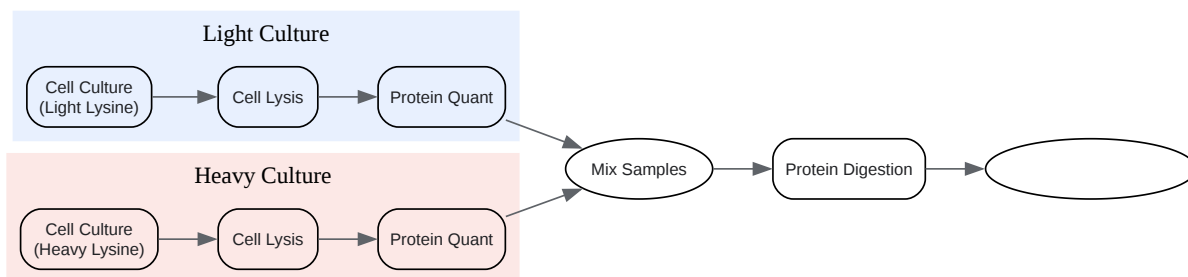 Light Culture
Cell Culture
(Light Lysine)
Cell Lysis
Protein Quant
Heavy Culture
Cell Culture
(Heavy Lysine)
Cell Lysis
Protein Quant
Mix Samples
Protein Digestion